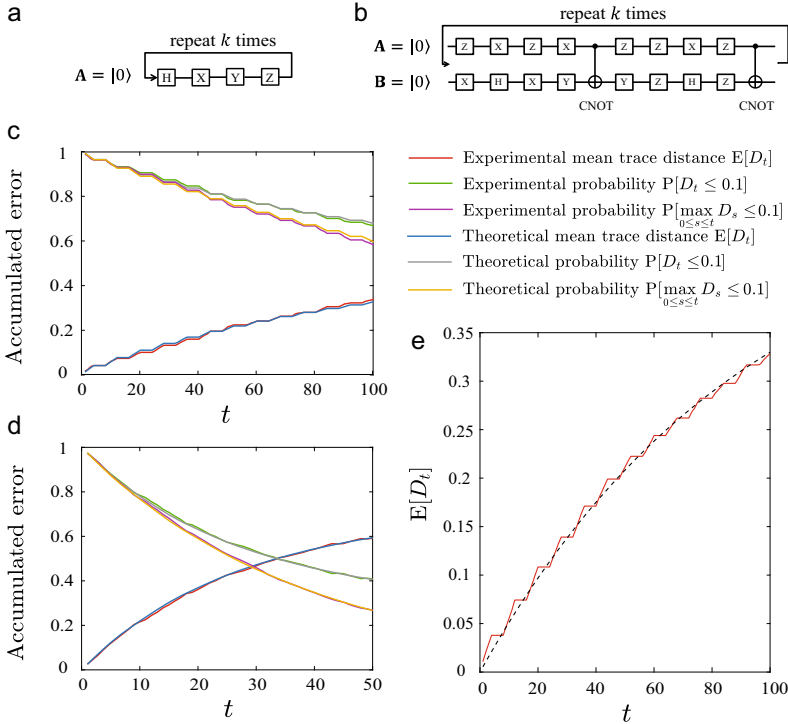 a
repeat k times
A = |0⟩ H X Y Z
b
repeat k times
A = |0⟩ Z X Z X Z Z X Z
B = |0⟩ X H X Y Y Z H Z
CNOT CNOT
c
1
0.8
0.6
0.4
0.2
0
0 20 40 60 80 100
Accumulated error
t
Experimental mean trace distance E[D_t]
Experimental probability P[D_t ≤ 0.1]
Experimental probability P[max_{0≤s≤t} D_s ≤0.1]
Theoretical mean trace distance E[D_t]
Theoretical probability P[D_t ≤0.1]
Theoretical probability P[max_{0≤s≤t} D_s ≤0.1]
d
1
0.8
0.6
0.4
0.2
0
0 10 20 30 40 50
Accumulated error
t
e
0.35
0.3
0.25
0.2
0.15
0.1
0.05
0
0 20 40 60 80 100
E[D_t]
t